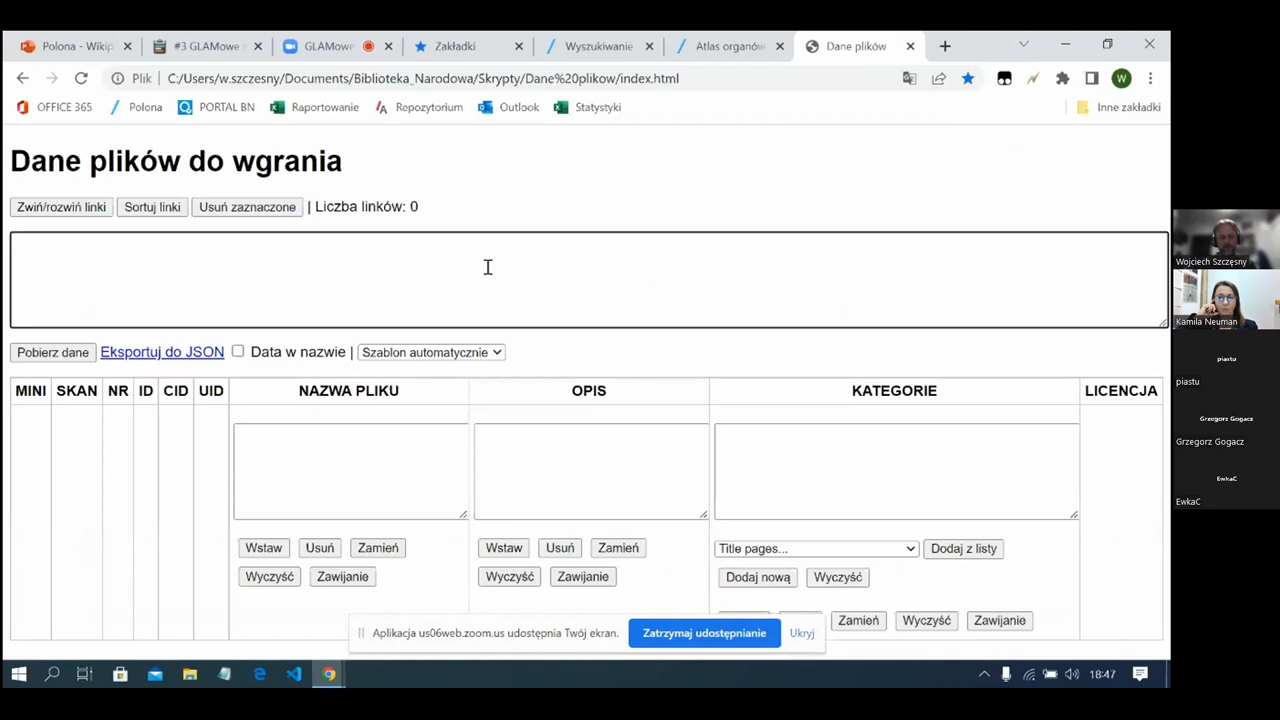 Polona - Wikip
#3 GLAMowe
GLAMowe
Zakładki
Wyszukiwanie
Atlas organów
Dane plików
Plik
C:/Users/w.szczesny/Documents/Biblioteka_Narodowa/Skrypty/Dane%20plikow/index.html
W
OFFICE 365
Polona
PORTAL BN
Raportowanie
Repozytorium
Outlook
Statystyki
Inne zakładki
Dane plików do wgrania
Zwiń/rozwiń linki
Sortuj linki
Usuń zaznaczone
| Liczba linków: 0
Pobierz dane
Eksportuj do JSON
Data w nazwie |
Szablon automatycznie
MINI SKAN NR ID CID UID NAZWA PLIKU OPIS KATEGORIE LICENCJA
Wstaw Usuń Zamień
Wyczyść Zawijanie
Wstaw Usuń Zamień
Wyczyść Zawijanie
Title pages...
Dodaj z listy
Dodaj nową
Wyczyść
Zamień Wyczyść Zawijanie
Aplikacja us06web.zoom.us udostępnia Twój ekran.
Zatrzymaj udostępnianie
Ukryj
18:47
Wojciech Szczęsny
Kamila Neuman
piastu
piastu
Grzegorz Gogacz
Grzegorz Gogacz
EwkaC
EwkaC